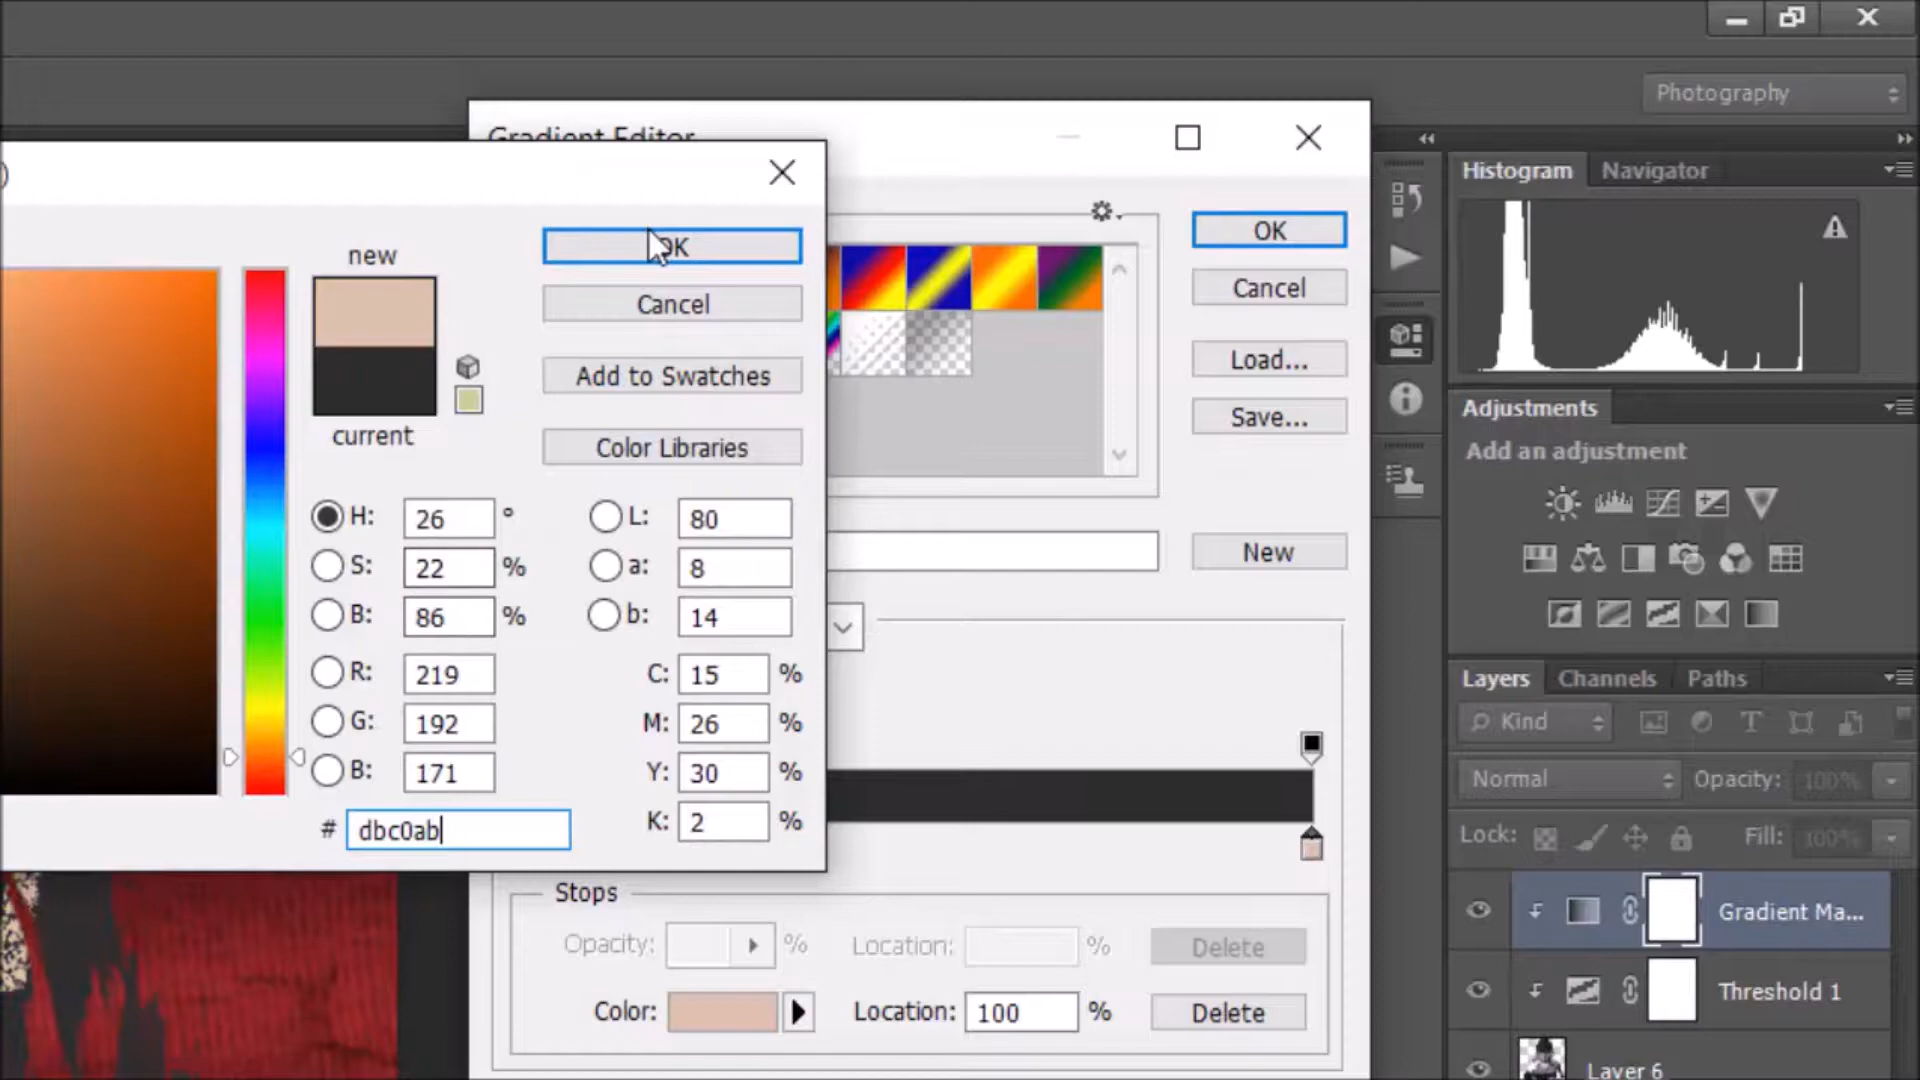 Photography
Gradient Editor
Histogram
Navigator
new
OK
Cancel
Add to Swatches
Color Libraries
current
H: 26 °
S: 22 %
B: 86 %
R: 219
G: 192
B: 171
# dbc0ab
L: 80
a: 8
b: 14
C: 15 %
M: 26 %
Y: 30 %
K: 2 %
OK
Cancel
Load...
Save...
New
Stops
Opacity: %
Location: %
Delete
Color:
Location: 100 %
Delete
Adjustments
Add an adjustment
Layers
Channels
Paths
Kind
Normal
Opacity: 100%
Lock:
Fill: 100%
Gradient Ma...
Threshold 1
Layer 6